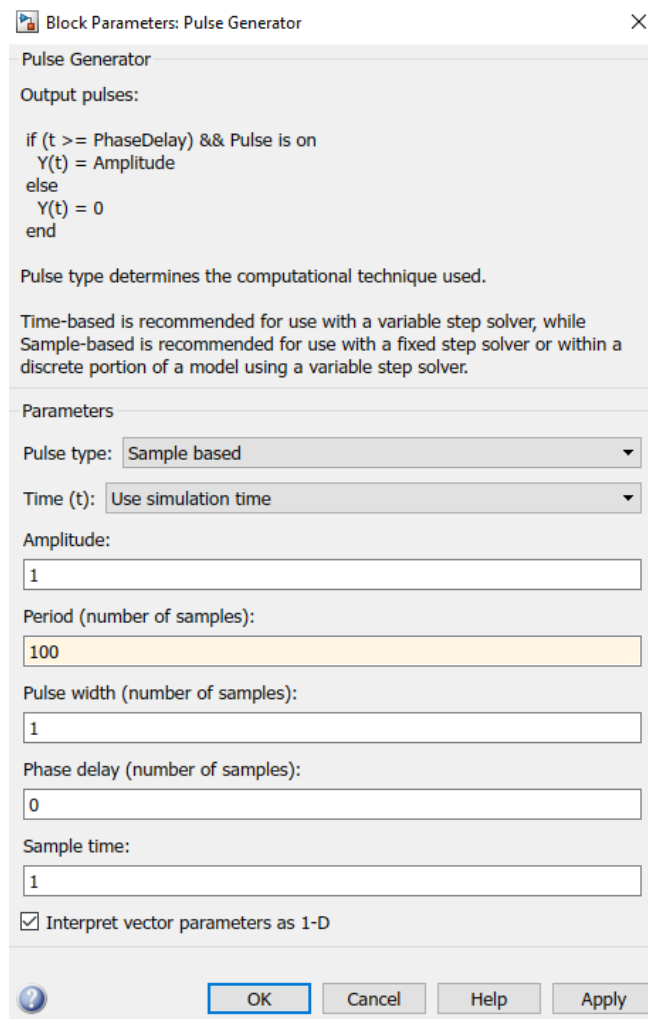 Block Parameters: Pulse Generator
Pulse Generator
Output pulses:
if (t >= PhaseDelay) && Pulse is on
Y(t) = Amplitude
else
Y(t) = 0
end
Pulse type determines the computational technique used.
Time-based is recommended for use with a variable step solver, while
Sample-based is recommended for use with a fixed step solver or within a
discrete portion of a model using a variable step solver.
Parameters
Pulse type: Sample based
Time (t): Use simulation time
Amplitude:
1
Period (number of samples):
100
Pulse width (number of samples):
1
Phase delay (number of samples):
0
Sample time:
1
Interpret vector parameters as 1-D
? OK Cancel Help Apply